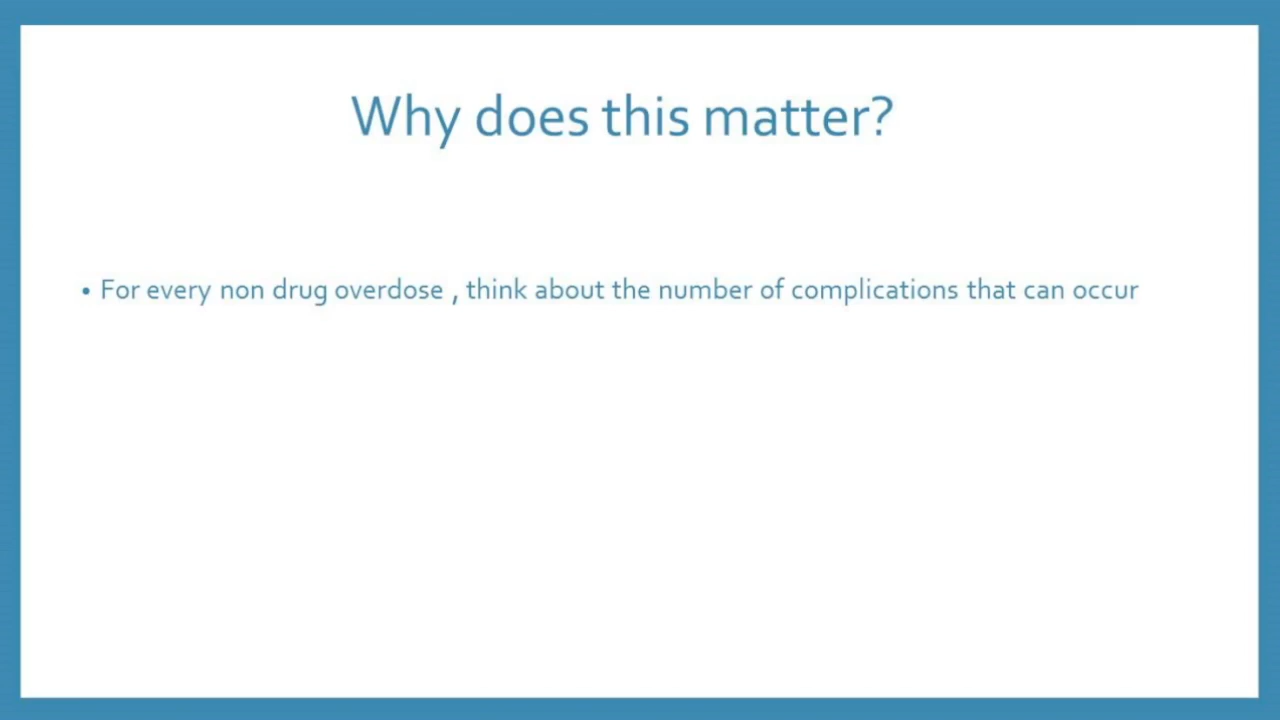 Why does this matter?
• For every non drug overdose , think about the number of complications that can occur